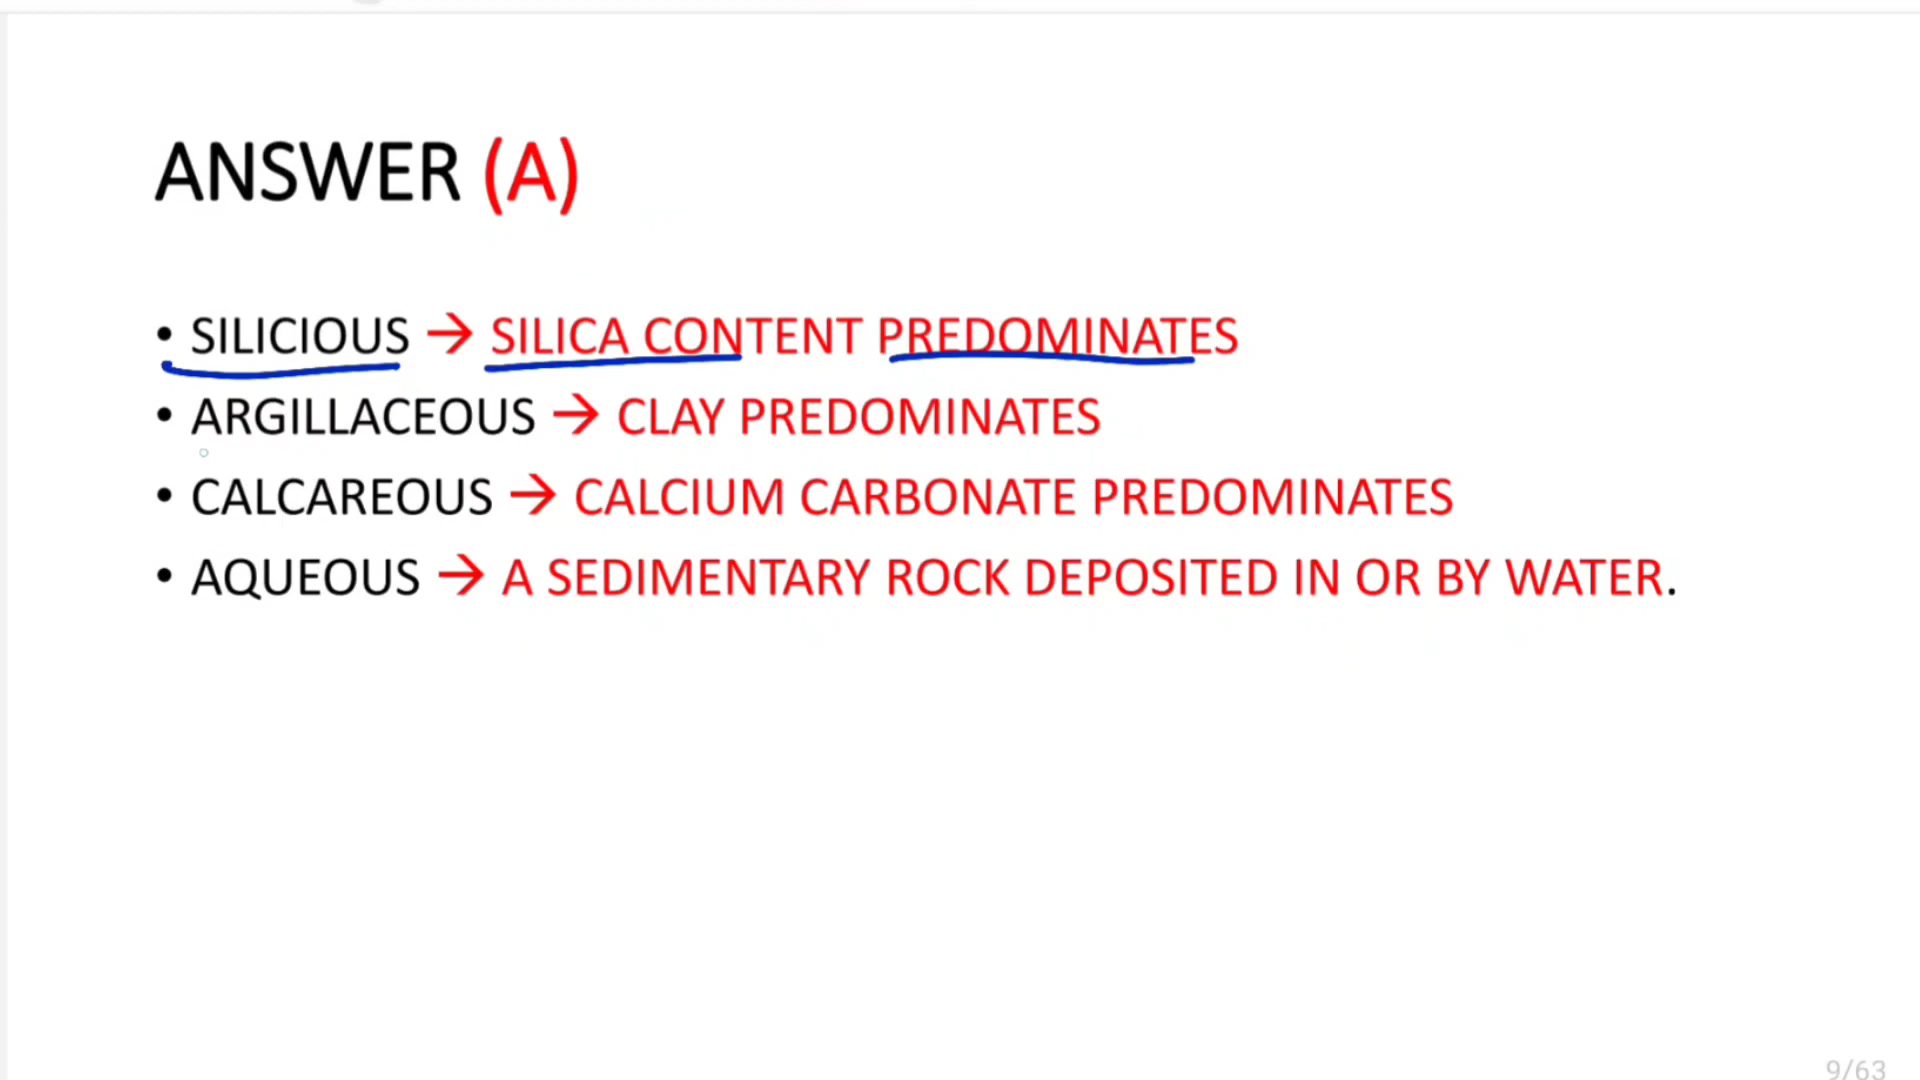 ANSWER (A)
• SILICIOUS → SILICA CONTENT PREDOMINATES
• ARGILLACEOUS → CLAY PREDOMINATES
• CALCAREOUS → CALCIUM CARBONATE PREDOMINATES
• AQUEOUS → A SEDIMENTARY ROCK DEPOSITED IN OR BY WATER.
9/63